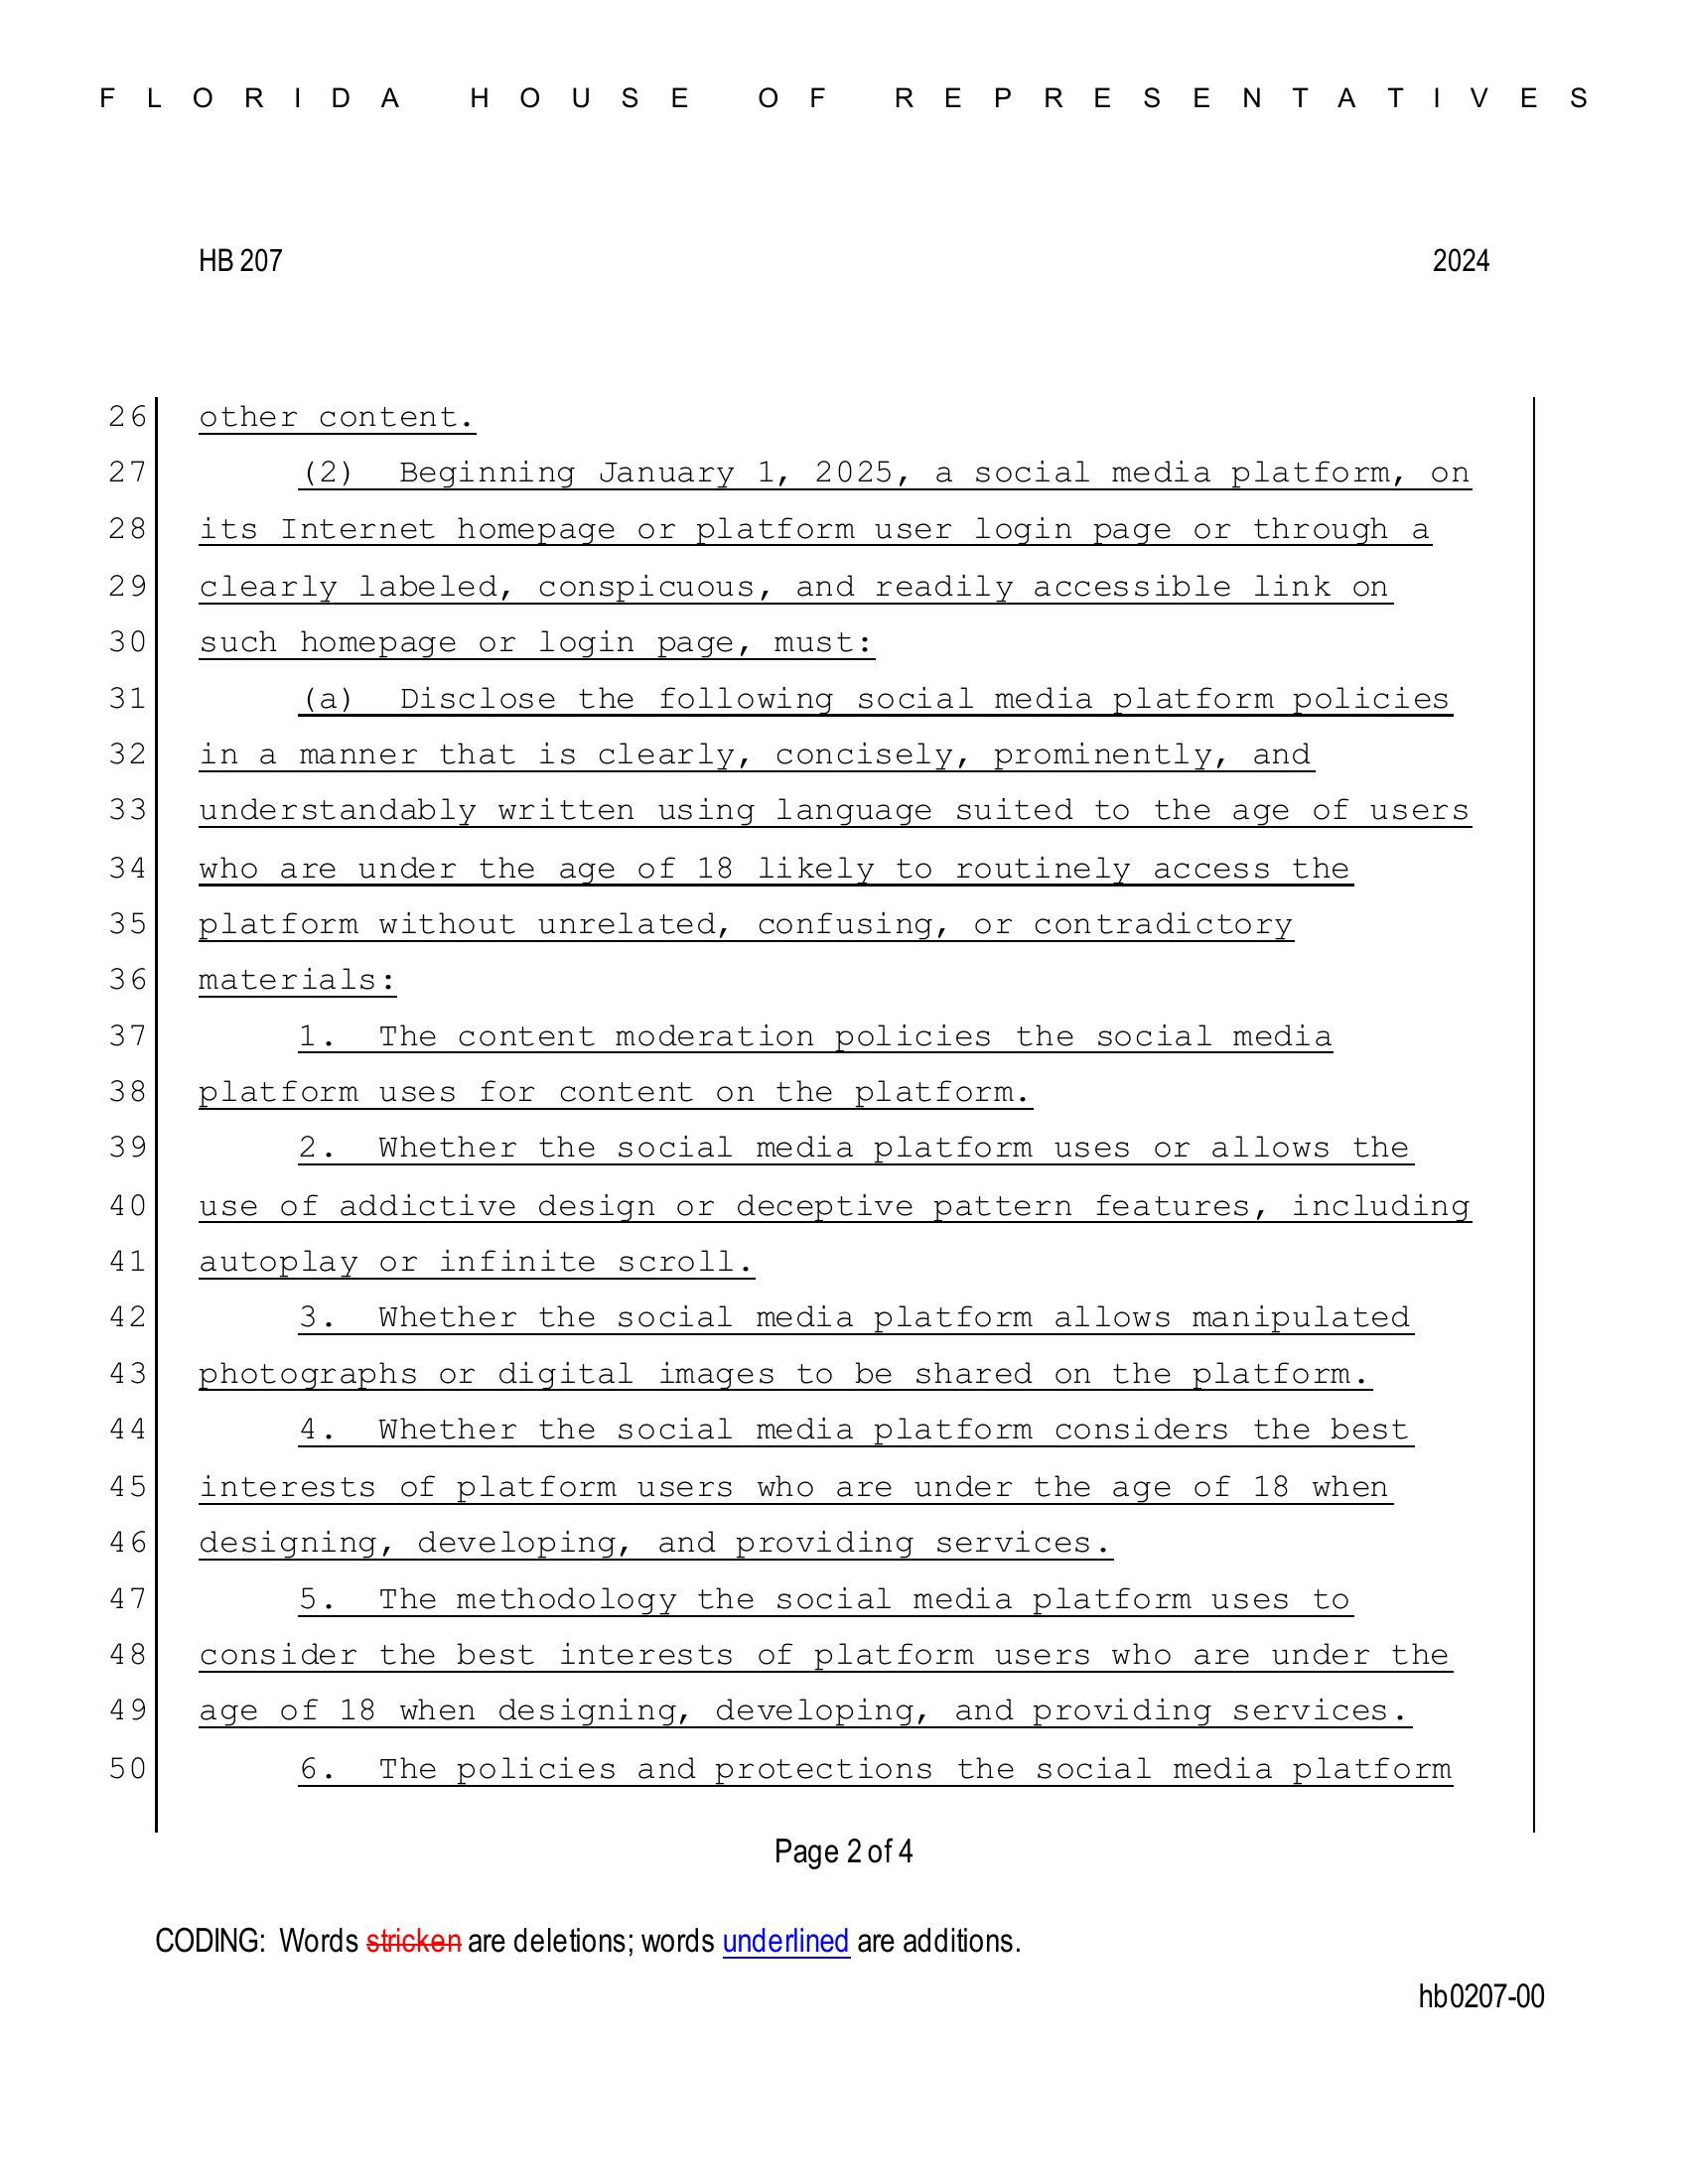 FLORIDA HOUSE OF REPRESENTATIVES
HB 207 2024
26 other content.
27 (2) Beginning January 1, 2025, a social media platform, on
28 its Internet homepage or platform user login page or through a
29 clearly labeled, conspicuous, and readily accessible link on
30 such homepage or login page, must:
31 (a) Disclose the following social media platform policies
32 in a manner that is clearly, concisely, prominently, and
33 understandably written using language suited to the age of users
34 who are under the age of 18 likely to routinely access the
35 platform without unrelated, confusing, or contradictory
36 materials:
37 1. The content moderation policies the social media
38 platform uses for content on the platform.
39 2. Whether the social media platform uses or allows the
40 use of addictive design or deceptive pattern features, including
41 autoplay or infinite scroll.
42 3. Whether the social media platform allows manipulated
43 photographs or digital images to be shared on the platform.
44 4. Whether the social media platform considers the best
45 interests of platform users who are under the age of 18 when
46 designing, developing, and providing services.
47 5. The methodology the social media platform uses to
48 consider the best interests of platform users who are under the
49 age of 18 when designing, developing, and providing services.
50 6. The policies and protections the social media platform
Page 2 of 4
CODING: Words stricken are deletions; words underlined are additions.
hb0207-00